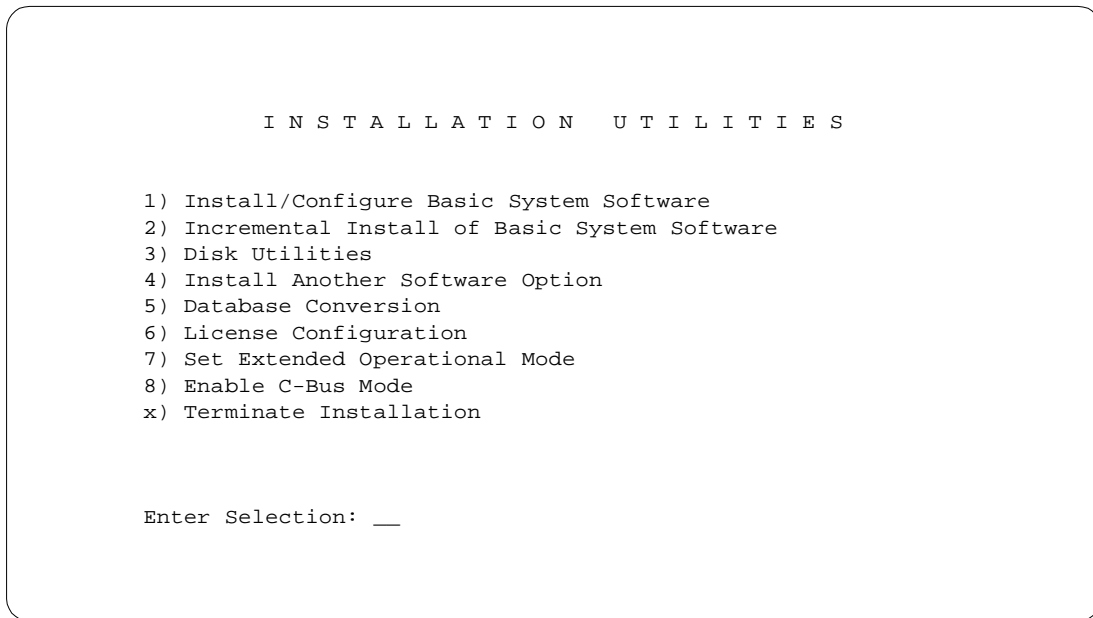 I N S T A L L A T I O N   U T I L I T I E S
1) Install/Configure Basic System Software
2) Incremental Install of Basic System Software
3) Disk Utilities
4) Install Another Software Option
5) Database Conversion
6) License Configuration
7) Set Extended Operational Mode
8) Enable C-Bus Mode
x) Terminate Installation
Enter Selection: __